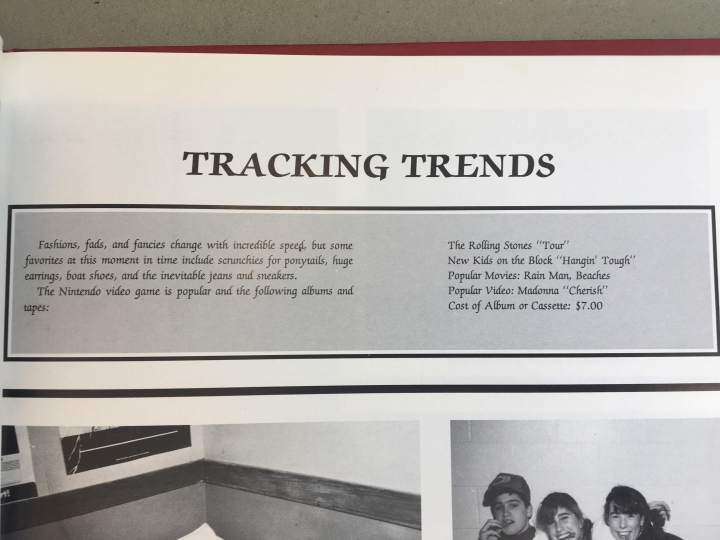 TRACKING TRENDS
Fashions, fads, and fancies change with incredible speed, but some
favorites at this moment in time include scrunchies for ponytails, huge
earrings, boat shoes, and the inevitable jeans and sneakers.
The Nintendo video game is popular and the following albums and
tapes:
The Rolling Stones "Tour"
New Kids on the Block "Hangin' Tough"
Popular Movies: Rain Man, Beaches
Popular Video: Madonna "Cherish"
Cost of Album or Cassette: $7.00